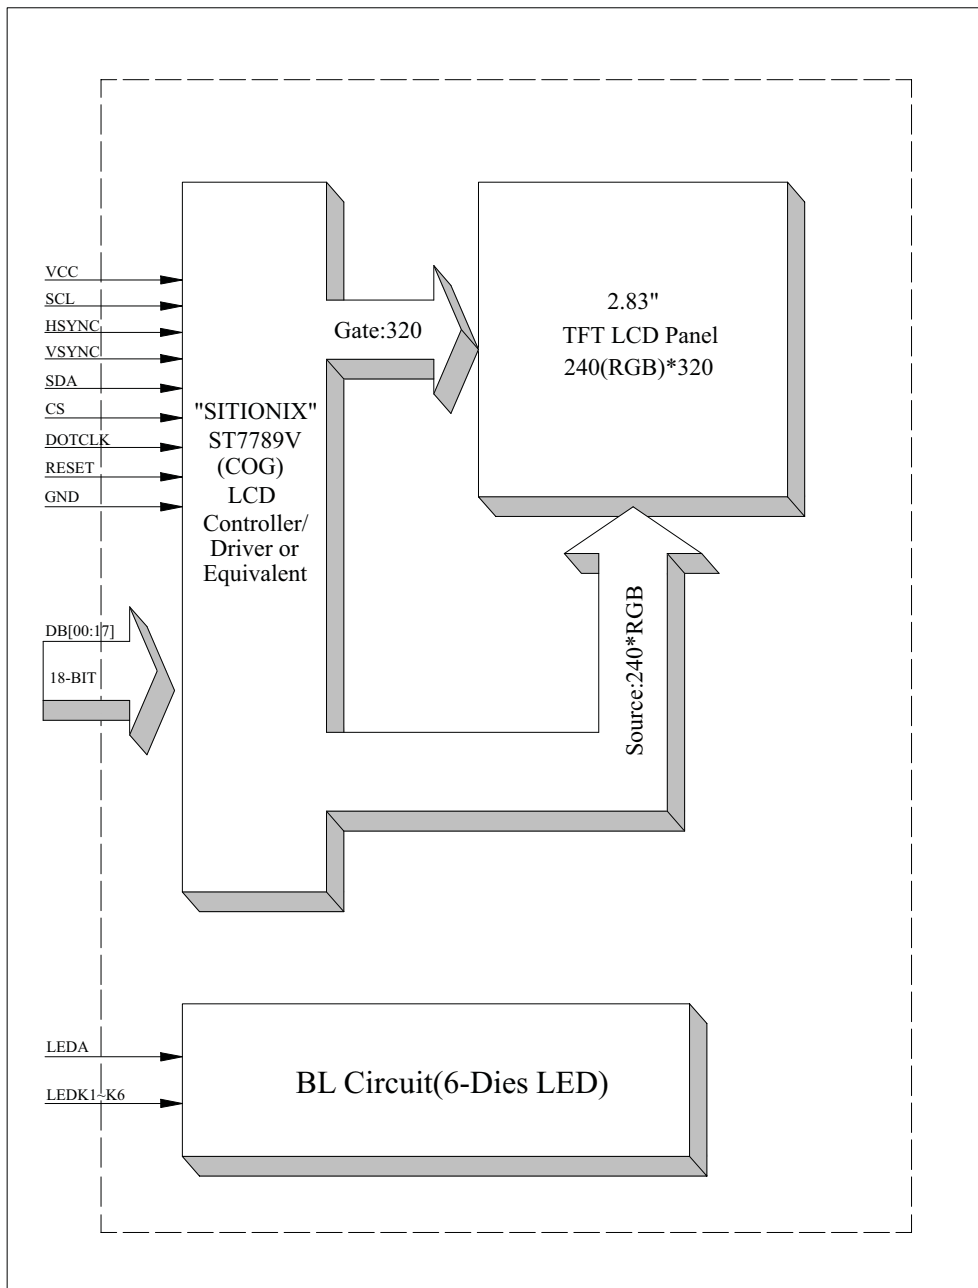 VCC
SCL
HSYNC
VSYNC
SDA
CS
DOTCLK
RESET
GND
DB[00:17]
18-BIT
"SITIONIX"
ST7789V
(COG)
LCD
Controller/
Driver or
Equivalent
Gate:320
2.83"
TFT LCD Panel
240(RGB)*320
Source:240*RGB
LEDA
LEDK1~K6
BL Circuit(6-Dies LED)